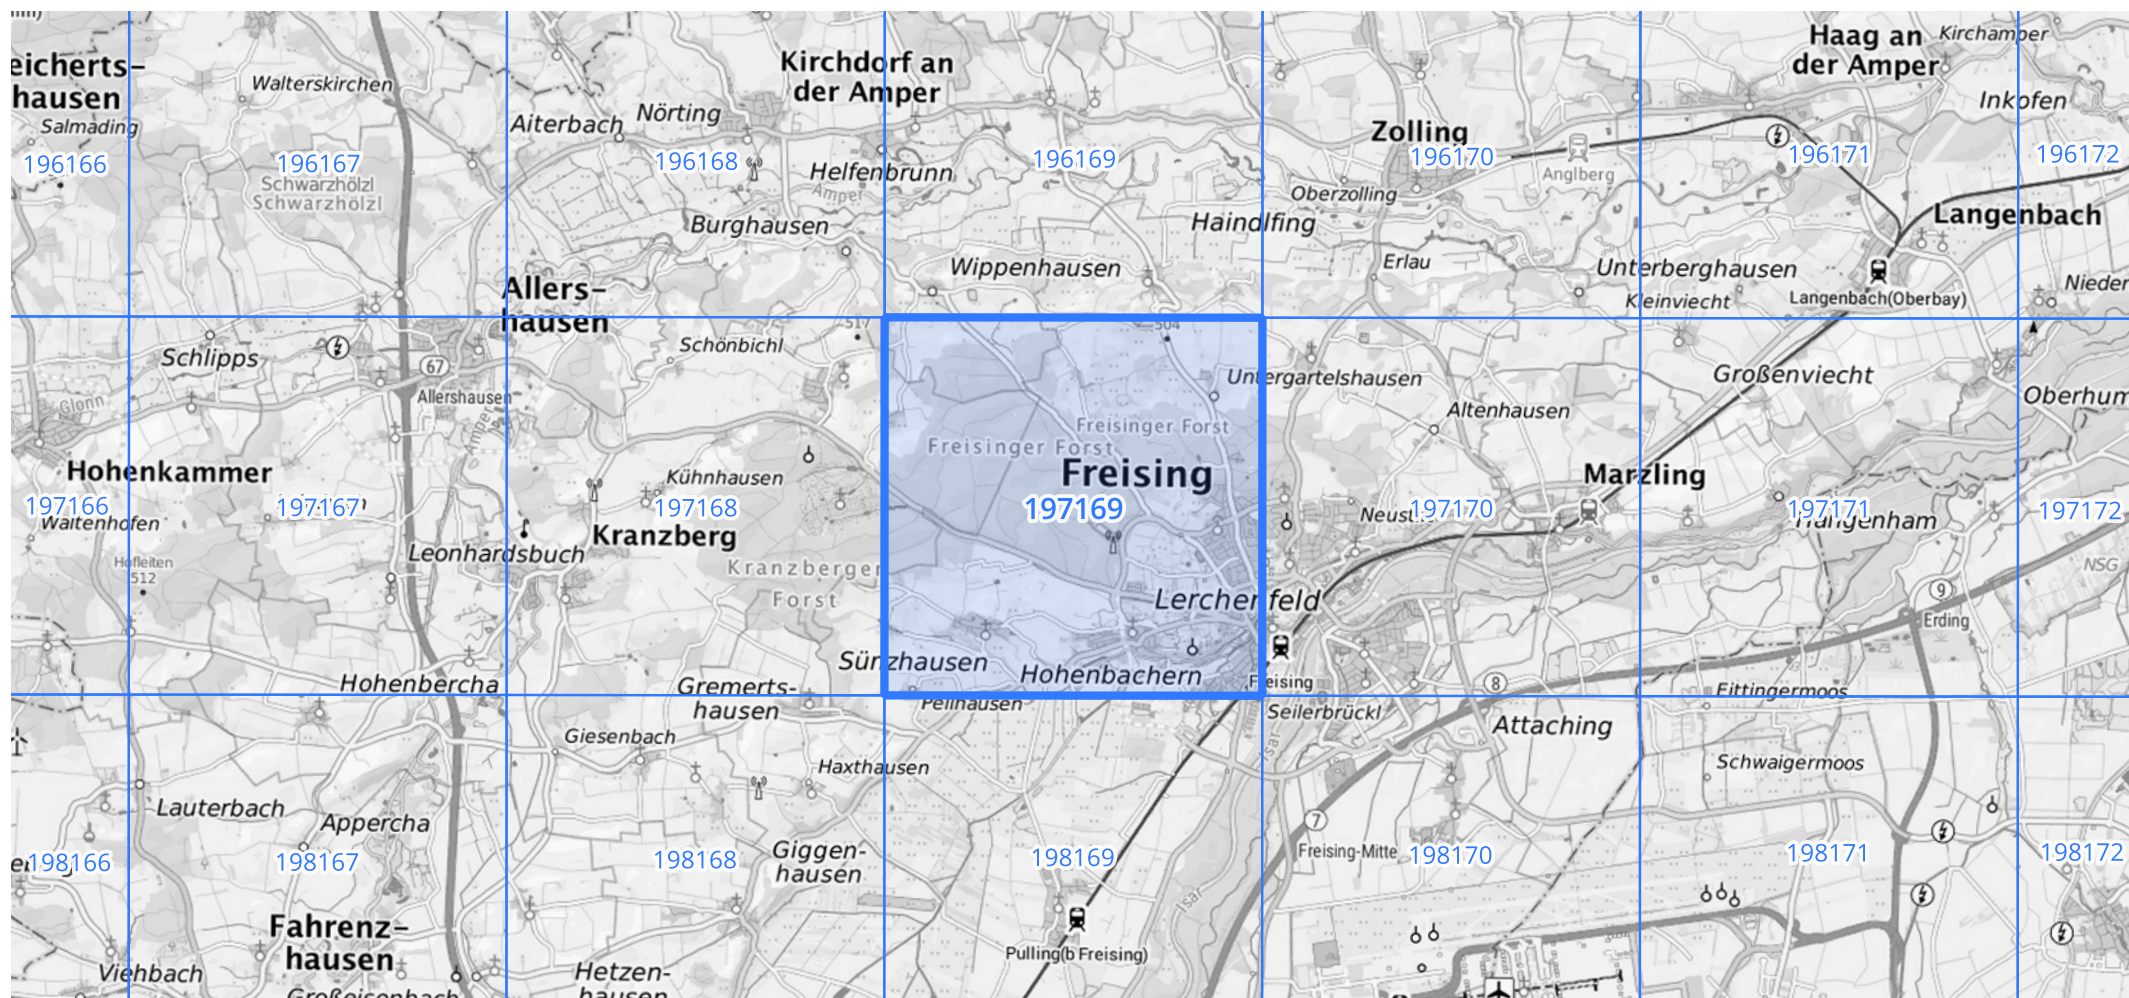 eicherts-
hausen
Salmading
196166
Walterskirchen
196167
Schwarzhölzl
Schwarzhölzl
Aiterbach
Nörting
Kirchdorf an
der Amper
196168
Helfenbrunn
Amper
Burghausen
196169
Haindlfing
Wippenhausen
Zolling
196170
Anglberg
Oberzolling
Erlau
Haag an
der Amper
Kirchamper
Inkofen
196171
196172
Langenbach
Unterberghausen
Kleinviecht
Langenbach(Oberbay)
Nieder
Allers-
hausen
Schlipps
67
Allershausen
Glonn
Amper
Hohenkammer
197166
197167
Waltenhofen
Hofleiten
512
Leonhardsbuch
Hohenbercha
517
Schönbichl
Kühnhausen
197168
Kranzberg
Kranzberger
Forst
Sünzhausen
Gremerts-
hausen
504
Freisinger Forst
Freisinger Forst
Freising
197169
Lerchenfeld
Hohenbachern
Untergartelshausen
Altenhausen
197170
Marzling
Freising
8
Großenviecht
Oberhum
197171
Hangenham
197172
NSG
9
Erding
Eittingermoos
Pellhausen
Seilerbrückl
Attaching
Isar
Giesenbach
Haxthausen
Schwaigermoos
Lauterbach
Appercha
7
Freising-Mitte
198166
198167
198168
Giggen-
hausen
198169
198170
198171
198172
Isar
Fahrenz-
hausen
Pulling(b Freising)
Viehbach
Hetzen-
hausen
Großeisenbach